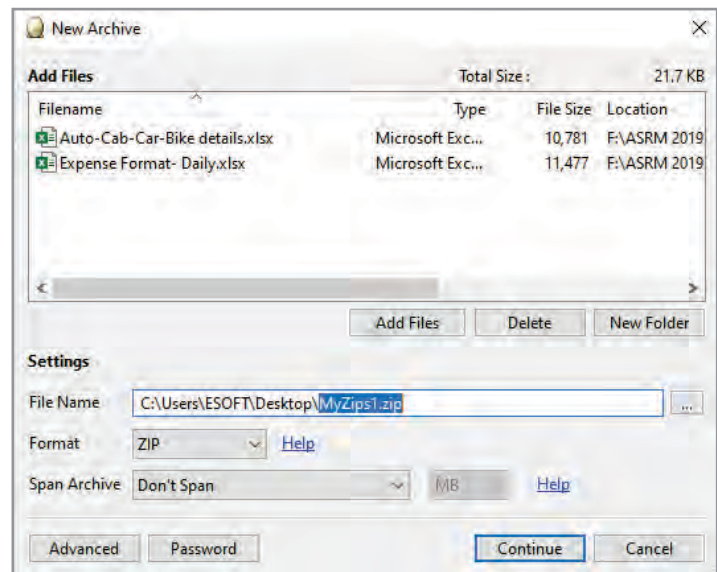 New Archive
Add Files Total Size : 21.7 KB
Filename Type File Size Location
Auto-Cab-Car-Bike details.xlsx Microsoft Exc... 10,781 F:\ASRM 2019
Expense Format- Daily.xlsx Microsoft Exc... 11,477 F:\ASRM 2019
Add Files Delete New Folder
Settings
File Name C:\Users\ESOFT\Desktop\MyZips1.zip ...
Format ZIP Help
Span Archive Don't Span MB Help
Advanced Password Continue Cancel